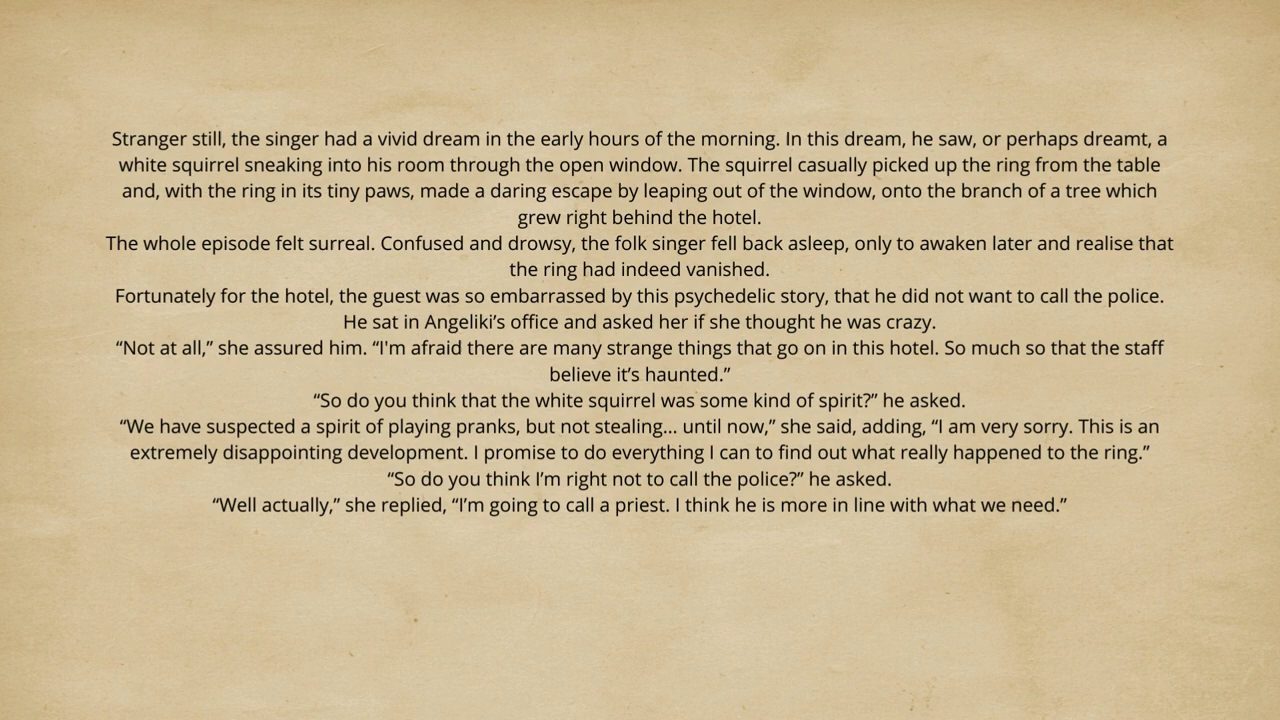 Stranger still, the singer had a vivid dream in the early hours of the morning. In this dream, he saw, or perhaps dreamt, a
white squirrel sneaking into his room through the open window. The squirrel casually picked up the ring from the table
and, with the ring in its tiny paws, made a daring escape by leaping out of the window, onto the branch of a tree which
grew right behind the hotel.
The whole episode felt surreal. Confused and drowsy, the folk singer fell back asleep, only to awaken later and realise that
the ring had indeed vanished.
Fortunately for the hotel, the guest was so embarrassed by this psychedelic story, that he did not want to call the police.
He sat in Angeliki’s office and asked her if she thought he was crazy.
“Not at all,” she assured him. “I'm afraid there are many strange things that go on in this hotel. So much so that the staff
believe it’s haunted.”
“So do you think that the white squirrel was some kind of spirit?” he asked.
“We have suspected a spirit of playing pranks, but not stealing... until now,” she said, adding, “I am very sorry. This is an
extremely disappointing development. I promise to do everything I can to find out what really happened to the ring.”
“So do you think I’m right not to call the police?” he asked.
“Well actually,” she replied, “I’m going to call a priest. I think he is more in line with what we need.”